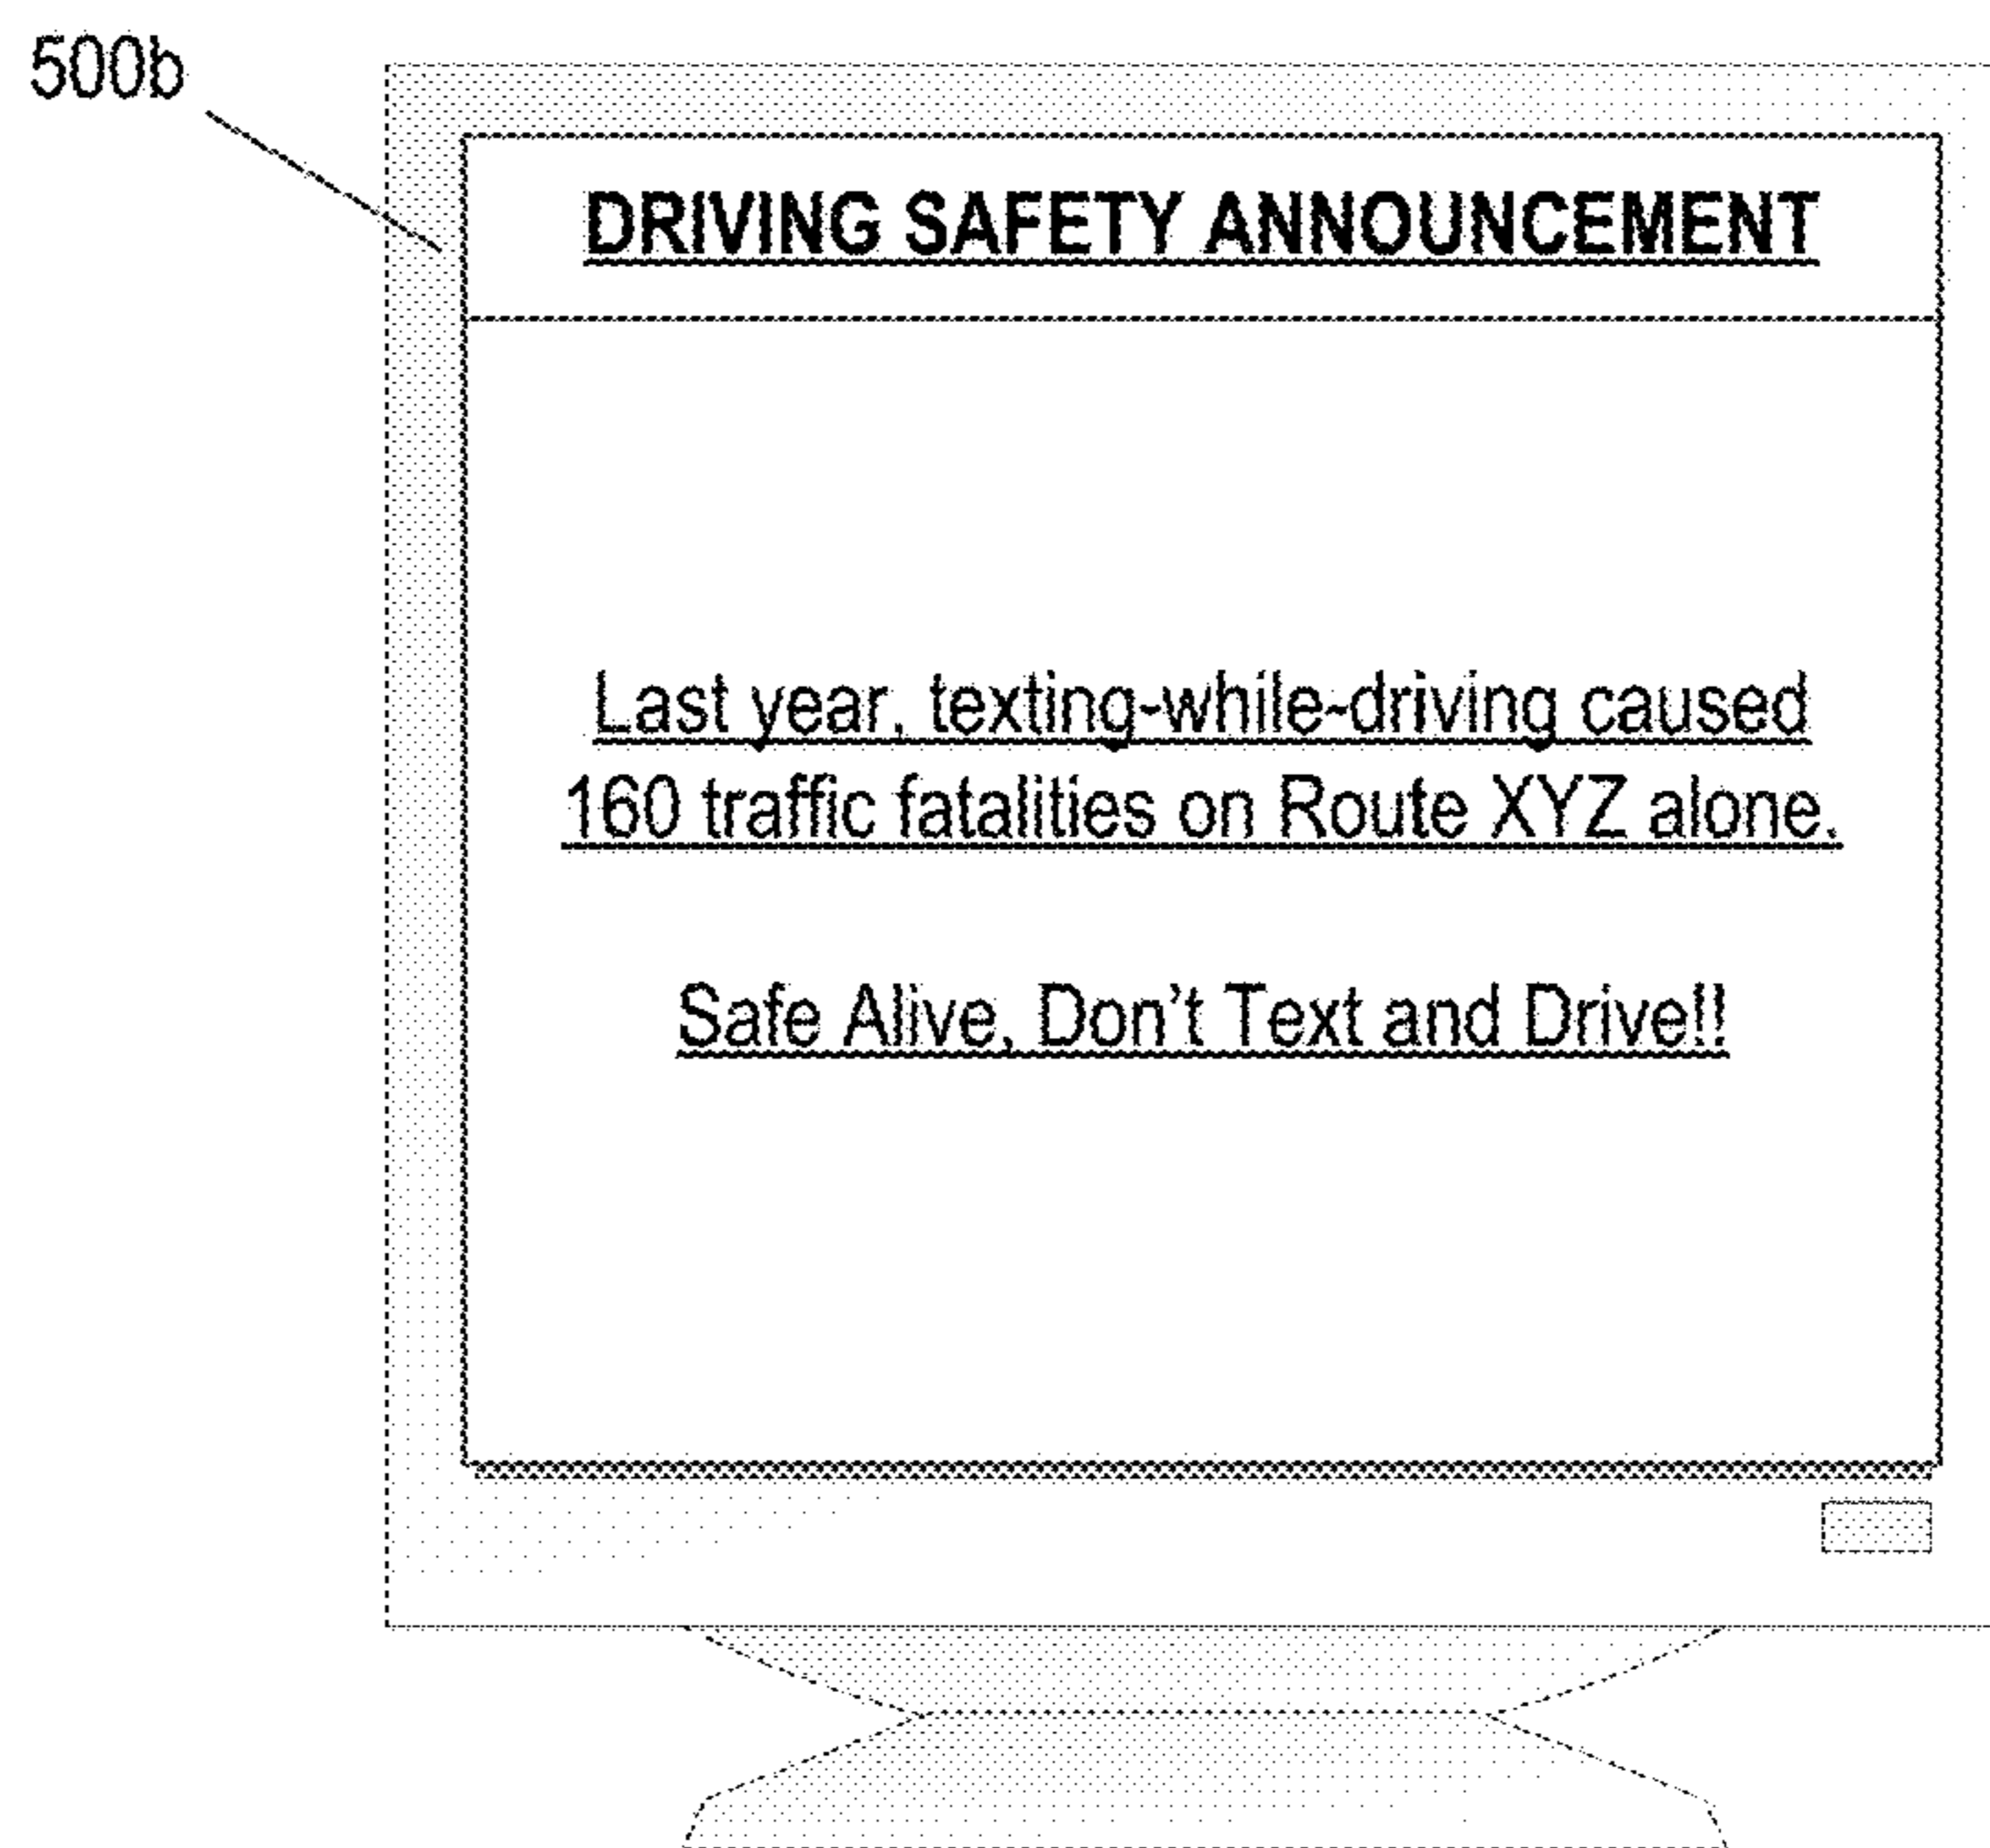 500b
DRIVING SAFETY ANNOUNCEMENT
Last year, texting-while-driving caused
160 traffic fatalities on Route XYZ alone.
Safe Alive, Don't Text and Drive!!